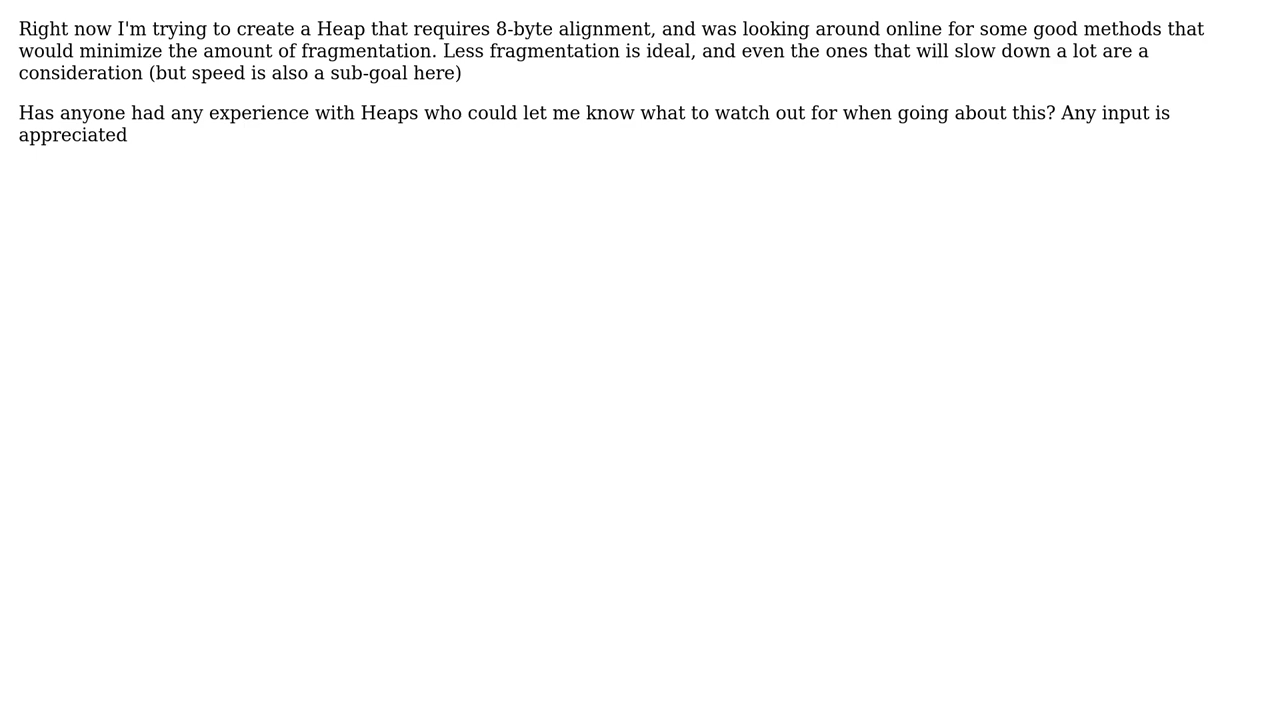 Right now I'm trying to create a Heap that requires 8-byte alignment, and was looking around online for some good methods that
would minimize the amount of fragmentation. Less fragmentation is ideal, and even the ones that will slow down a lot are a
consideration (but speed is also a sub-goal here)
Has anyone had any experience with Heaps who could let me know what to watch out for when going about this? Any input is
appreciated